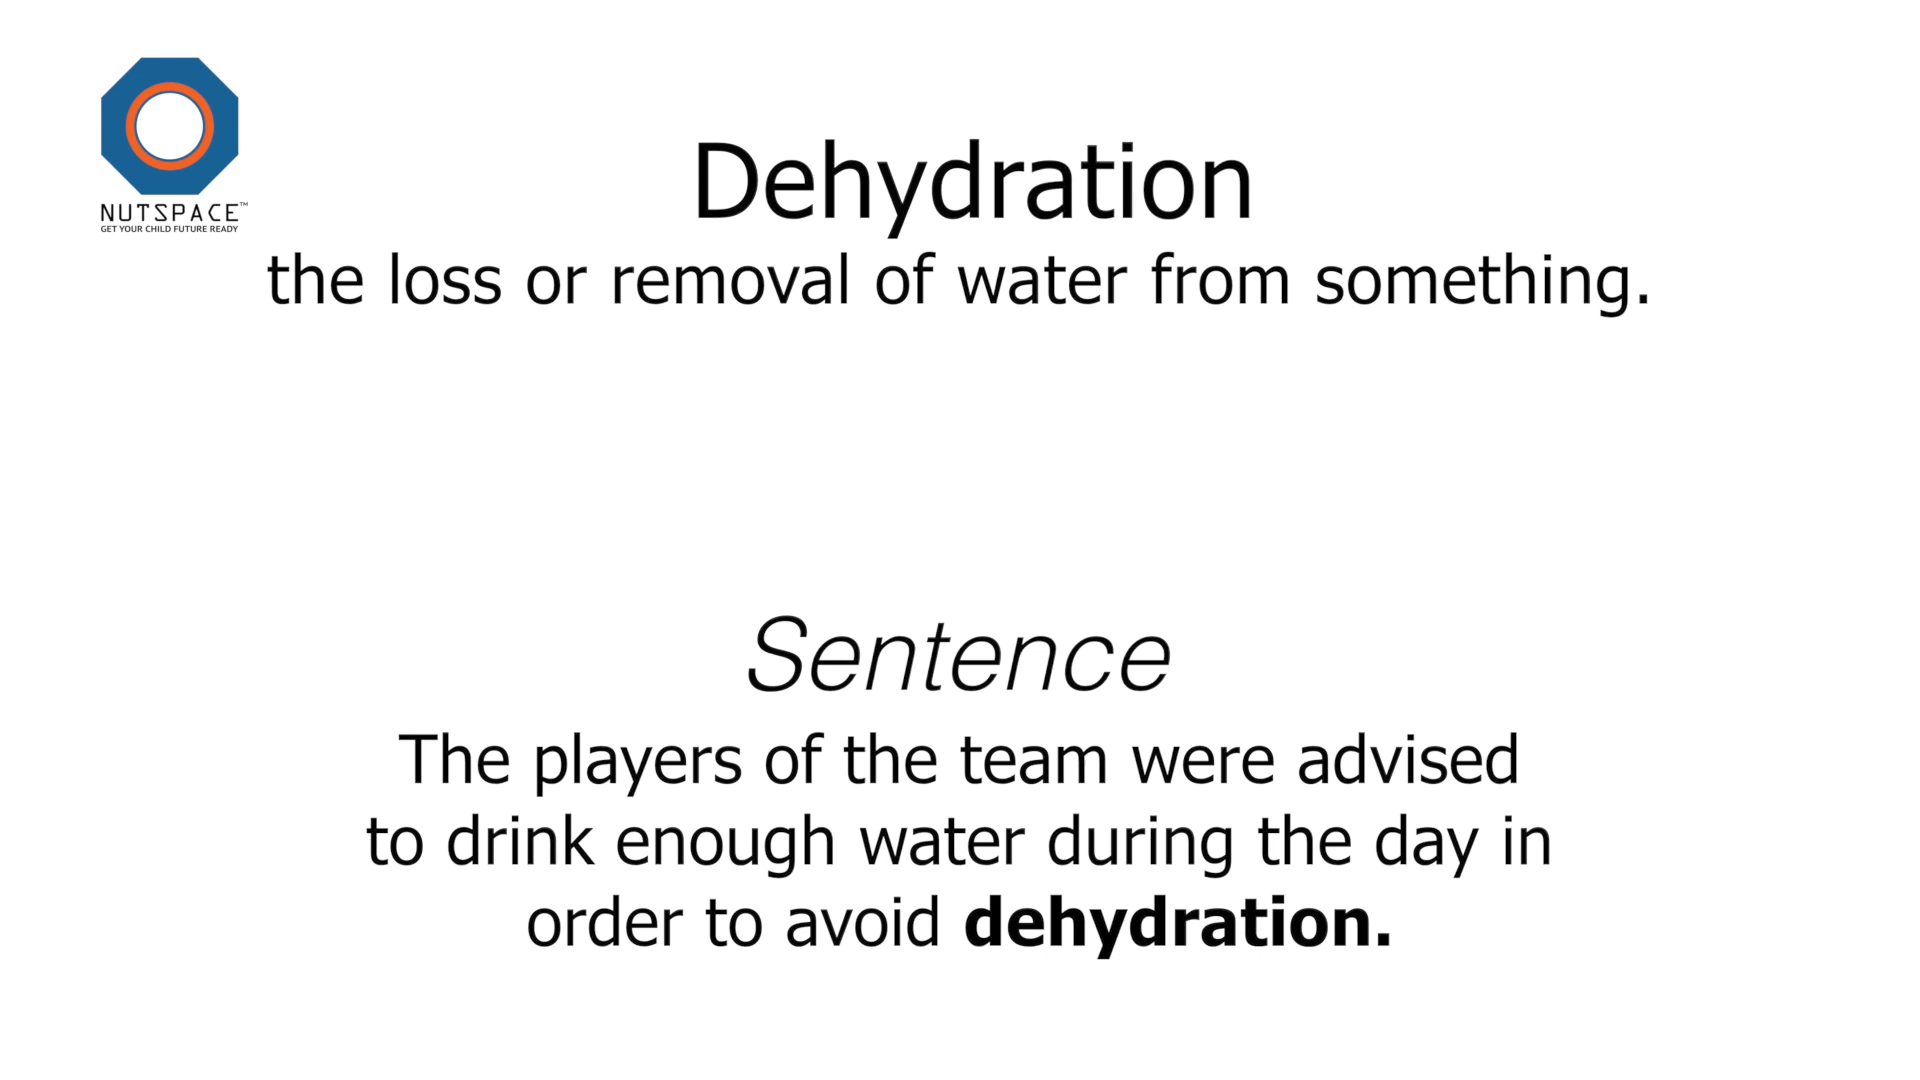 NUTSPACE™
GET YOUR CHILD FUTURE READY
Dehydration
the loss or removal of water from something.
Sentence
The players of the team were advised
to drink enough water during the day in
order to avoid dehydration.